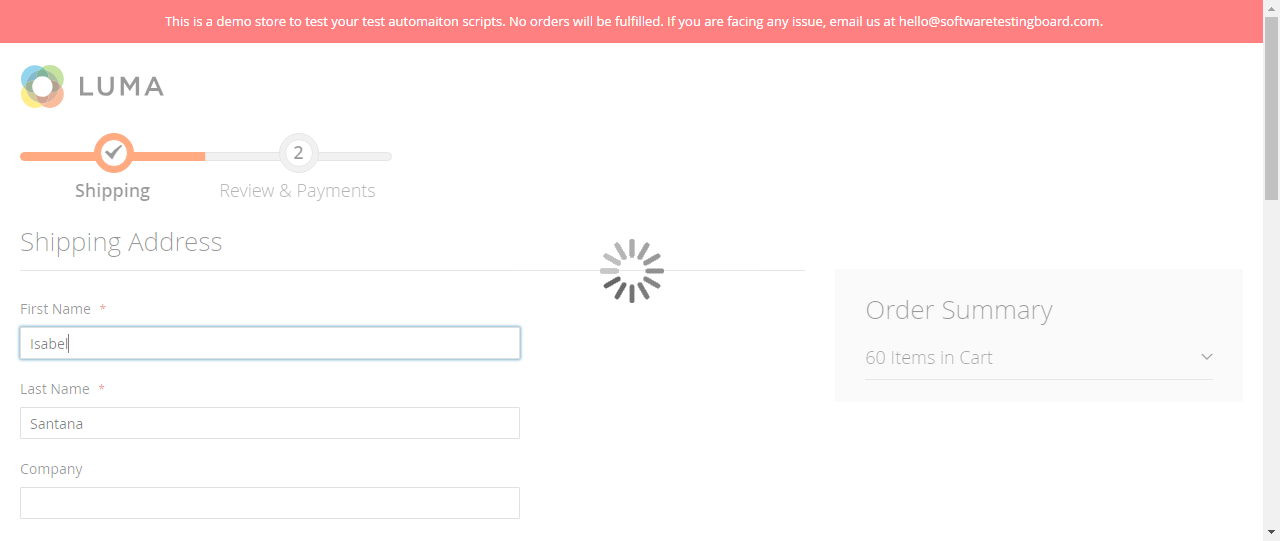 This is a demo store to test your test automaiton scripts. No orders will be fulfilled. If you are facing any issue, email us at hello@softwaretestingboard.com.
LUMA
2
Shipping
Review & Payments
Shipping Address
First Name *
Isabel
Last Name *
Santana
Company
Order Summary
60 Items in Cart